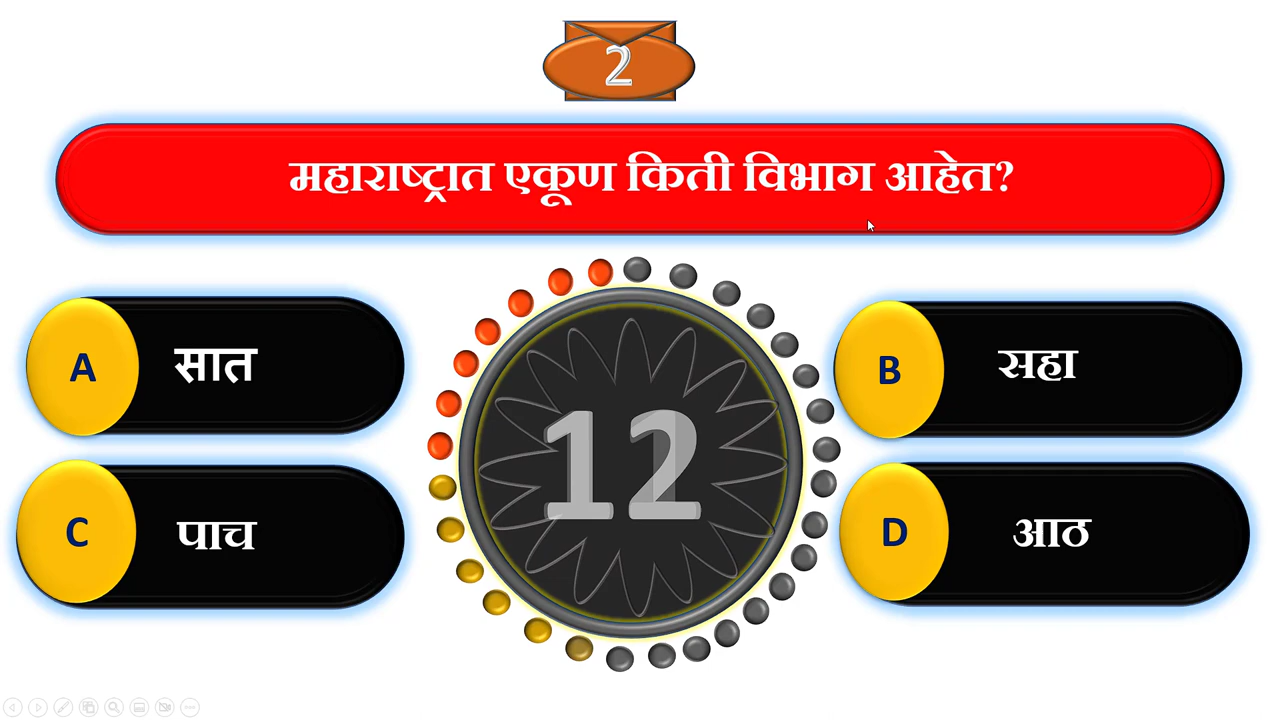 2
महाराष्ट्रात एकूण किती विभाग आहेत?
A सात
B सहा
12
C पाच
D आठ